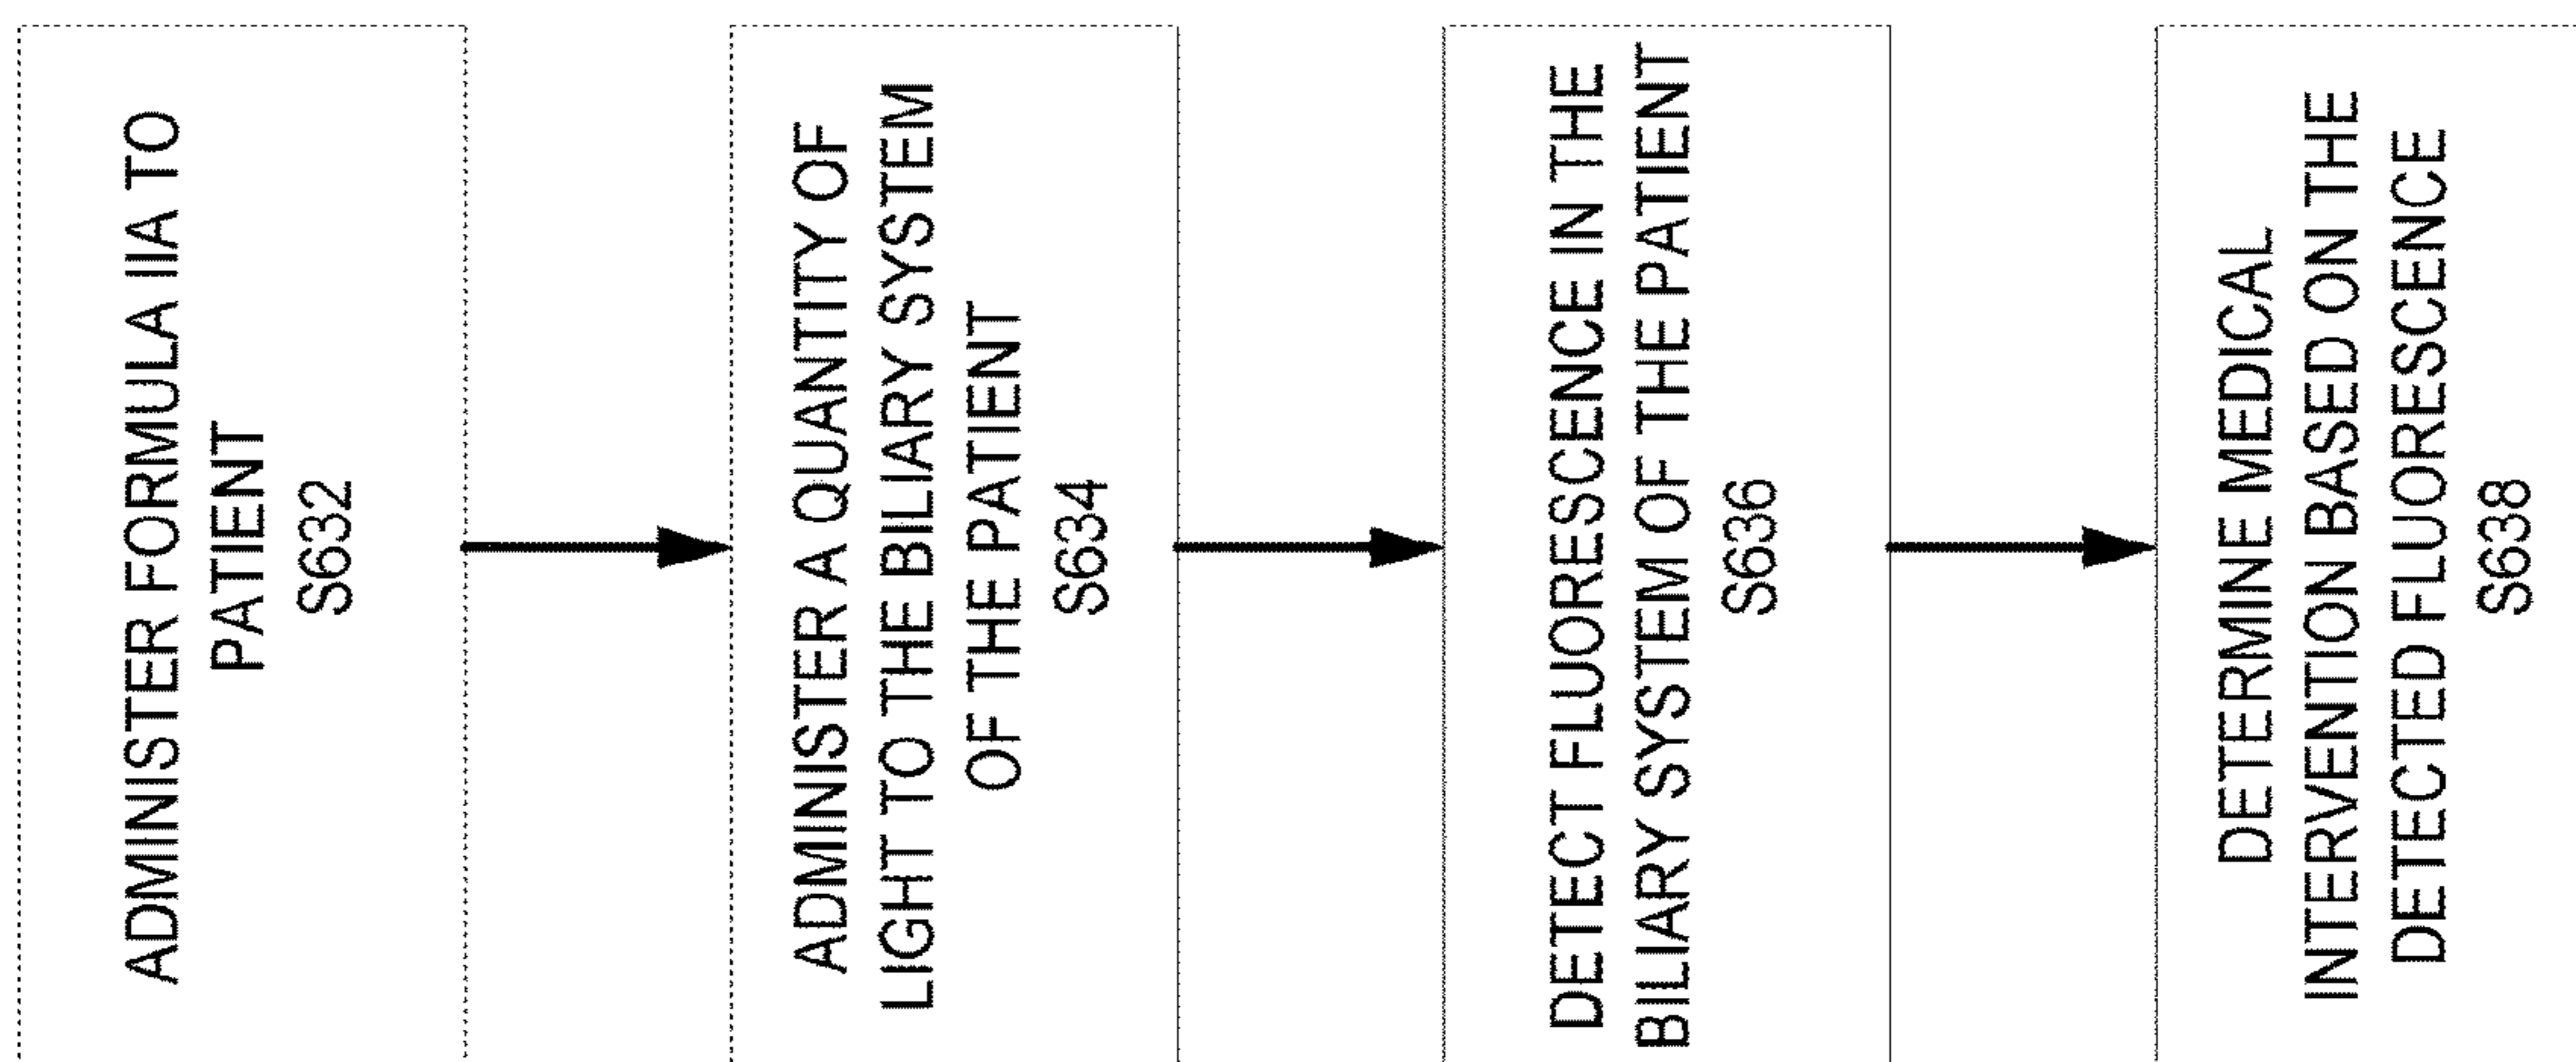 ADMINISTER FORMULA IIA TO
PATIENT
S632
ADMINISTER A QUANTITY OF
LIGHT TO THE BILIARY SYSTEM
OF THE PATIENT
S634
DETECT FLUORESCENCE IN THE
BILIARY SYSTEM OF THE PATIENT
S636
DETERMINE MEDICAL
INTERVENTION BASED ON THE
DETECTED FLUORESCENCE
S638